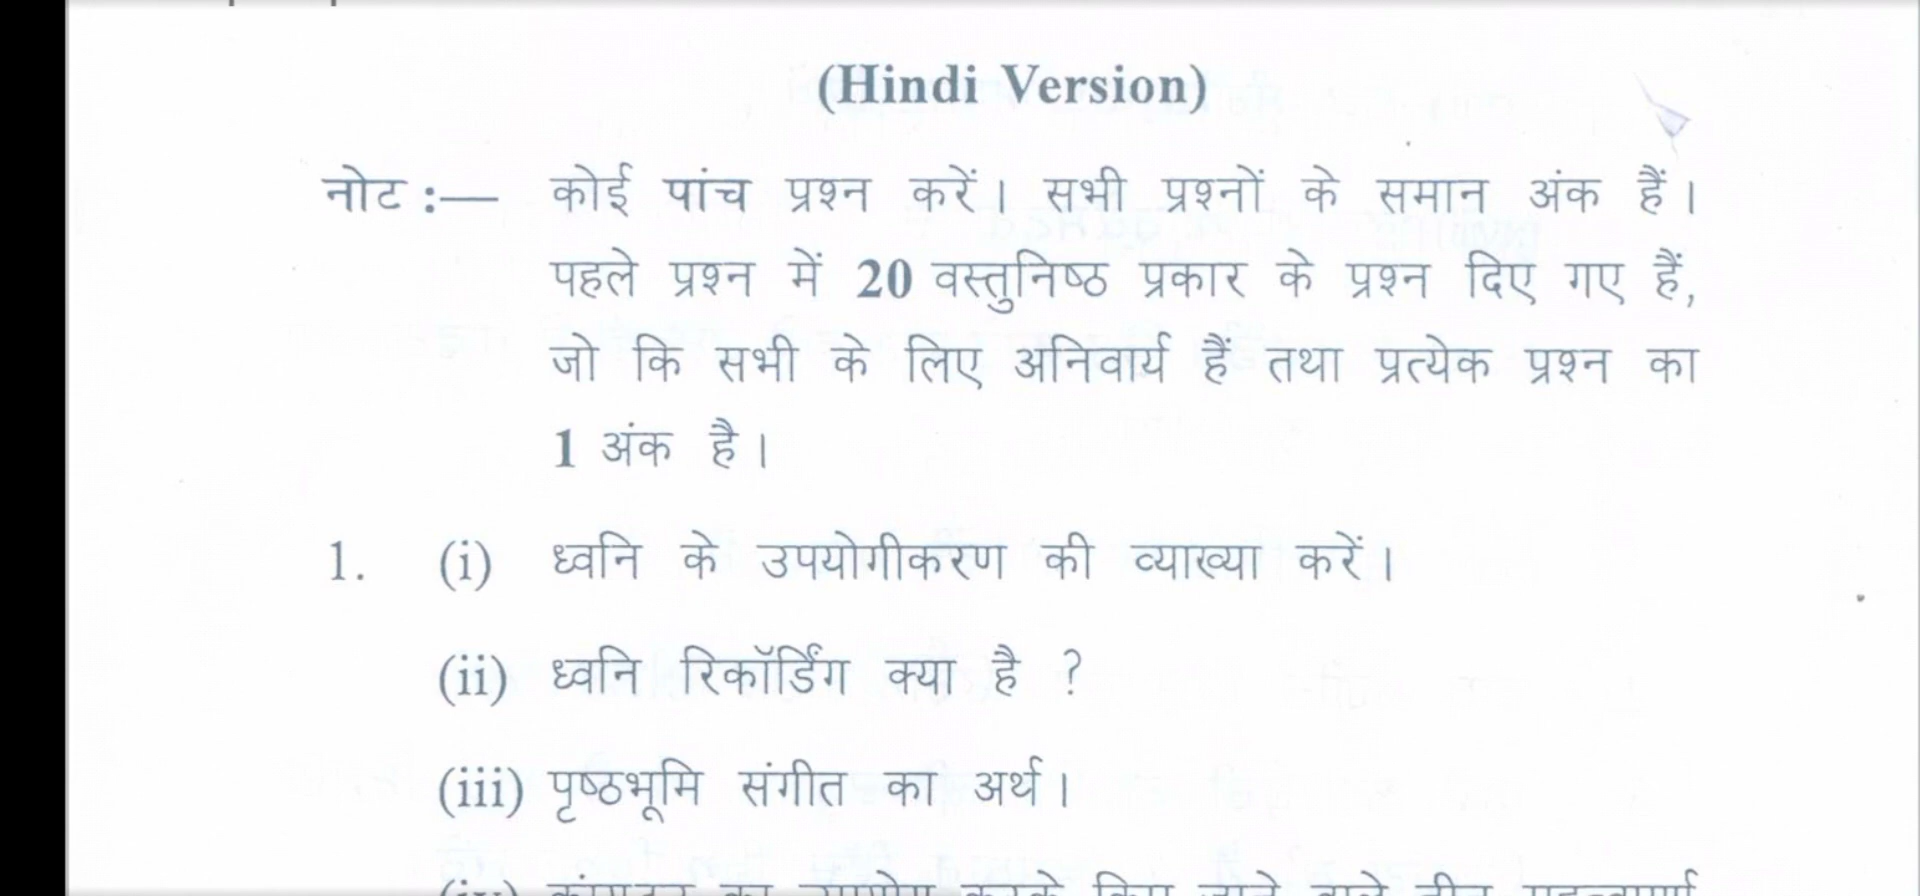 (Hindi Version)
नोट :— कोई पांच प्रश्न करें। सभी प्रश्नों के समान अंक हैं।
पहले प्रश्न में 20 वस्तुनिष्ठ प्रकार के प्रश्न दिए गए हैं,
जो कि सभी के लिए अनिवार्य हैं तथा प्रत्येक प्रश्न का
1 अंक है।
1. (i) ध्वनि के उपयोगीकरण की व्याख्या करें।
(ii) ध्वनि रिकॉर्डिंग क्या है ?
(iii) पृष्ठभूमि संगीत का अर्थ।